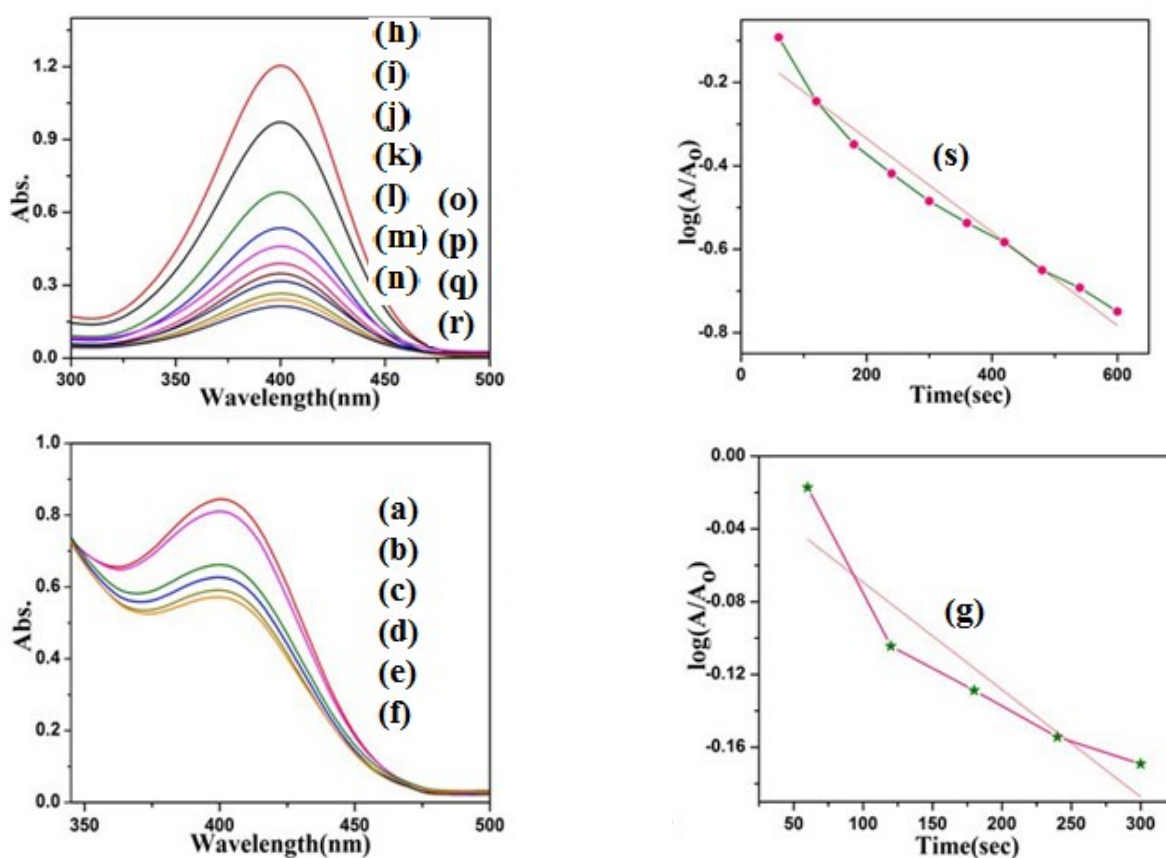 Abs.
1.2
0.9
0.6
0.3
0.0
300
350
400
450
500
Wavelength(nm)
(h)
(i)
(j)
(k)
(l)
(m)
(n)
(o)
(p)
(q)
(r)
log(A/A0)
-0.2
-0.4
-0.6
-0.8
0
200
400
600
Time(sec)
(s)
Abs.
1.0
0.8
0.6
0.4
0.2
0.0
350
400
450
500
Wavelength(nm)
(a)
(b)
(c)
(d)
(e)
(f)
log(A/A0)
0.00
-0.04
-0.08
-0.12
-0.16
50
100
150
200
250
300
Time(sec)
(g)